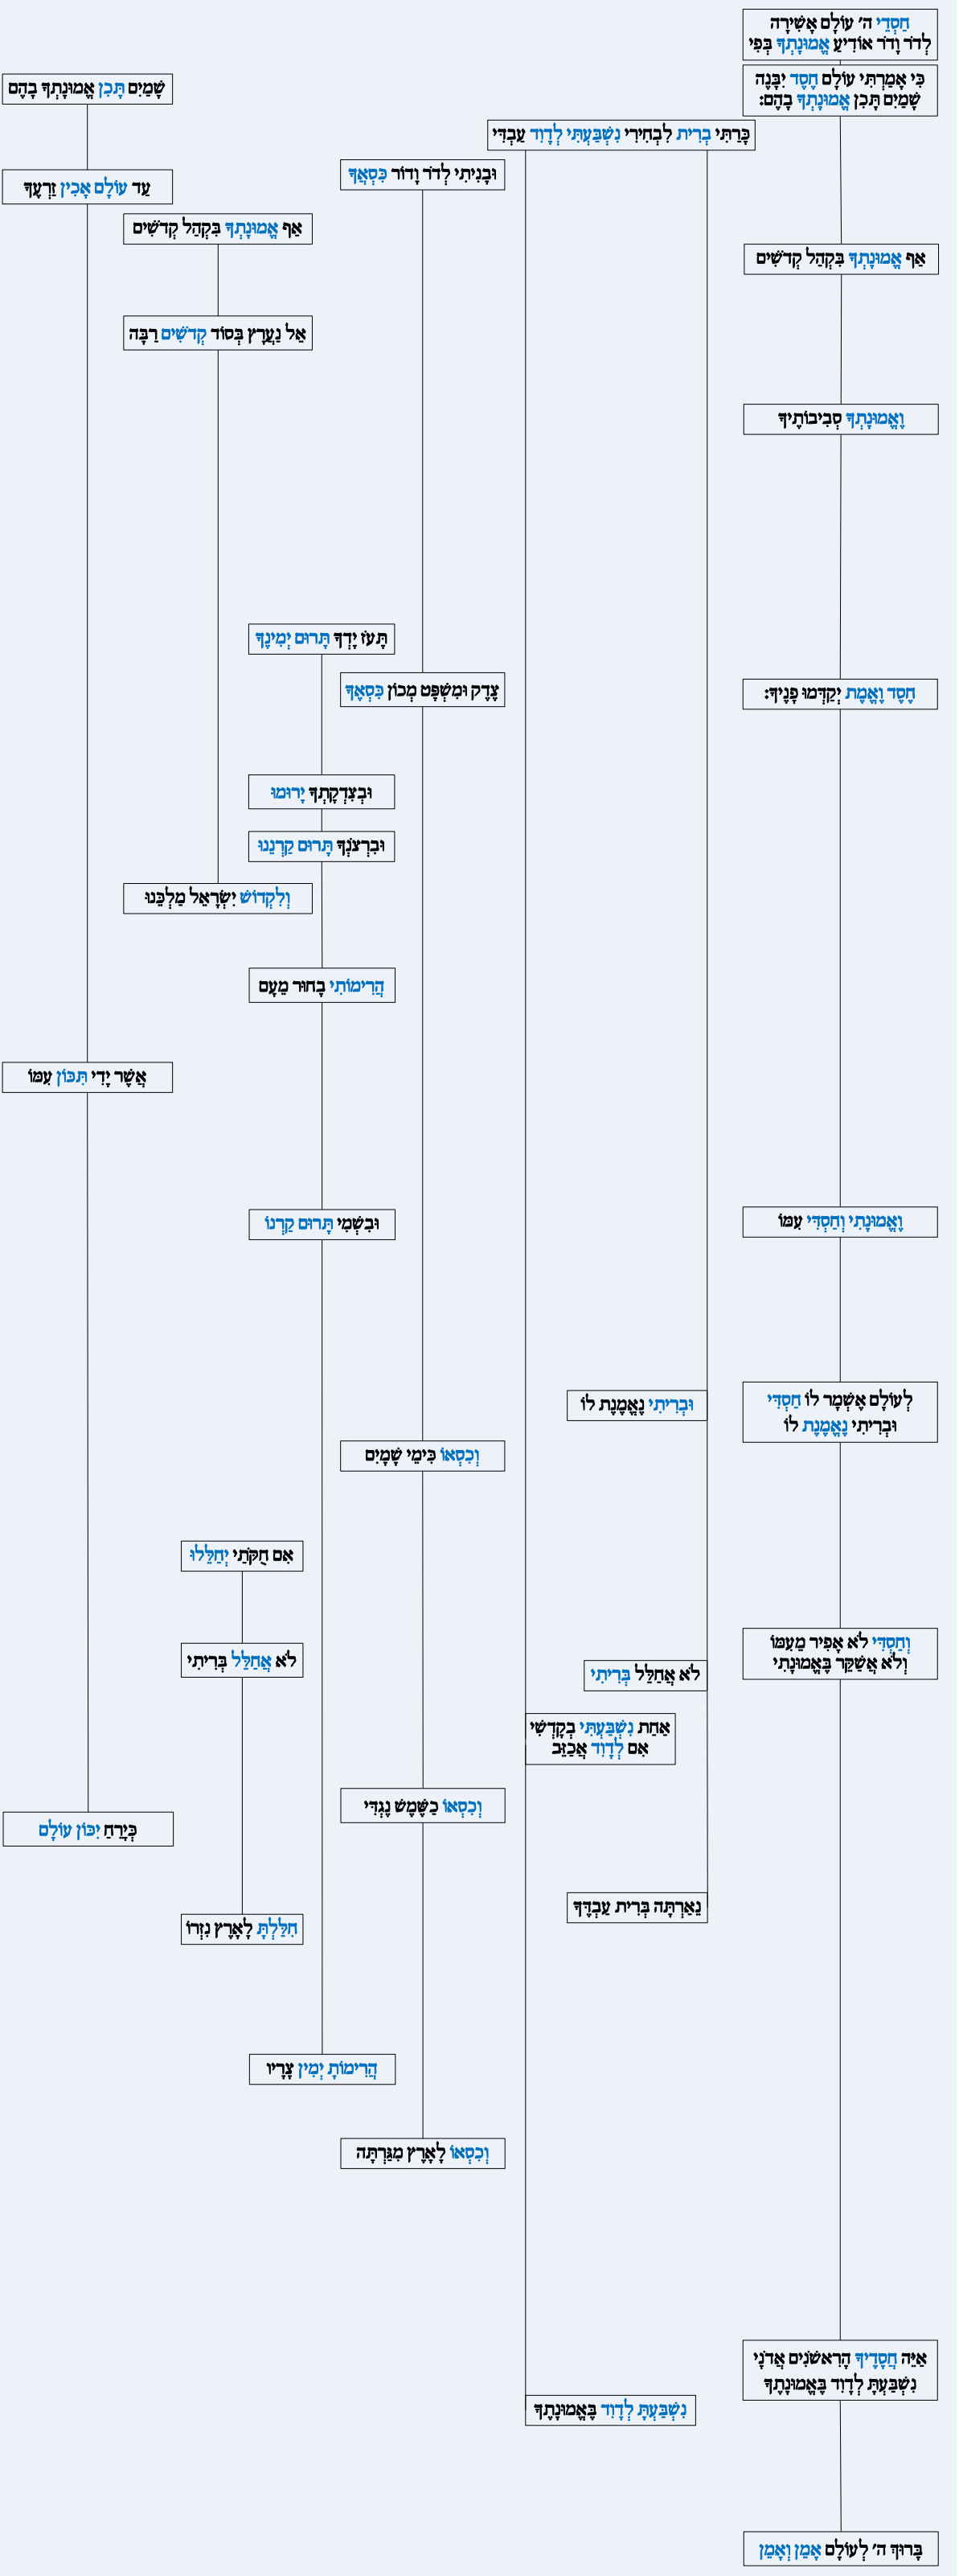 חַסְדֵי ה' עוֹלָם אָשִׁירָה
לְדֹר וָדֹר אוֹדִיעַ אֱמוּנָתְךָ בְּפִי
כִּי אָמַרְתִּי עוֹלָם חֶסֶד יִבָּנֶה
שָׁמַיִם תָּכִן אֱמוּנָתְךָ בָהֶם:
שָׁמַיִם תָּכִן אֱמוּנָתְךָ בָהֶם
כָּרַתִּי בְרִית לִבְחִירִי נִשְׁבַּעְתִּי לְדָוִד עַבְדִּי
וּבָנִיתִי לְדֹר וָדוֹר כִּסְאֲךָ
עַד עוֹלָם אָכִין זַרְעֶךָ
אַף אֱמוּנָתְךָ בִּקְהַל קְדֹשִׁים
אַף אֱמוּנָתְךָ בִּקְהַל קְדֹשִׁים
אֵל נַעֲרָץ בְּסוֹד קְדֹשִׁים רַבָּה
וֶאֱמוּנָתְךָ סְבִיבוֹתֶיךָ
תָּעֹז יָדְךָ תָּרוּם יְמִינֶךָ
צֶדֶק וּמִשְׁפָּט מְכוֹן כִּסְאֶךָ
חֶסֶד וֶאֱמֶת יְקַדְּמוּ פָנֶיךָ:
וּבְצִדְקָתְךָ יָרוּמוּ
וּבִרְצֹנְךָ תָּרוּם קַרְנֵנוּ
וְלִקְדוֹשׁ יִשְׂרָאֵל מַלְכֵּנוּ
הֲרִימוֹתִי בָחוּר מֵעָם
אֲשֶׁר יָדִי תִּכּוֹן עִמּוֹ
וֶאֱמוּנָתִי וְחַסְדִּי עִמּוֹ
וּבִשְׁמִי תָּרוּם קַרְנוֹ
לְעוֹלָם אֶשְׁמָר לוֹ חַסְדִּי
וּבְרִיתִי נֶאֱמֶנֶת לוֹ
וּבְרִיתִי נֶאֱמֶנֶת לוֹ
וְכִסְאוֹ כִּימֵי שָׁמָיִם
אִם חֻקֹּתַי יְחַלֵּלוּ
וְחַסְדִּי לֹא אָפִיר מֵעִמּוֹ
וְלֹא אֲשַׁקֵּר בֶּאֱמוּנָתִי
לֹא אֲחַלֵּל בְּרִיתִי
לֹא אֲחַלֵּל בְּרִיתִי
אַחַת נִשְׁבַּעְתִּי בְקָדְשִׁי
אִם לְדָוִד אֲכַזֵּב
וְכִסְאוֹ כַשֶּׁמֶשׁ נֶגְדִּי
כְּיָרֵחַ יִכּוֹן עוֹלָם
נֵאַרְתָּה בְּרִית עַבְדֶּךָ
חִלַּלְתָּ לָאָרֶץ נִזְרוֹ
הֲרִימוֹתָ יְמִין צָרָיו
וְכִסְאוֹ לָאָרֶץ מִגַּרְתָּה
אַיֵּה חֲסָדֶיךָ הָרִאשֹׁנִים אֲדֹנָי
נִשְׁבַּעְתָּ לְדָוִד בֶּאֱמוּנָתֶךָ
נִשְׁבַּעְתָּ לְדָוִד בֶּאֱמוּנָתֶךָ
בָּרוּךְ ה' לְעוֹלָם אָמֵן וְאָמֵן